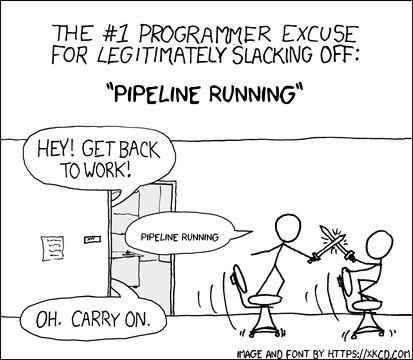 THE #1 PROGRAMMER EXCUSE
FOR LEGITIMATELY SLACKING OFF:
"PIPELINE RUNNING"
HEY! GET BACK
TO WORK!
PIPELINE RUNNING
OH. CARRY ON.
IMAGE AND FONT BY HTTPS://XKCD.COM